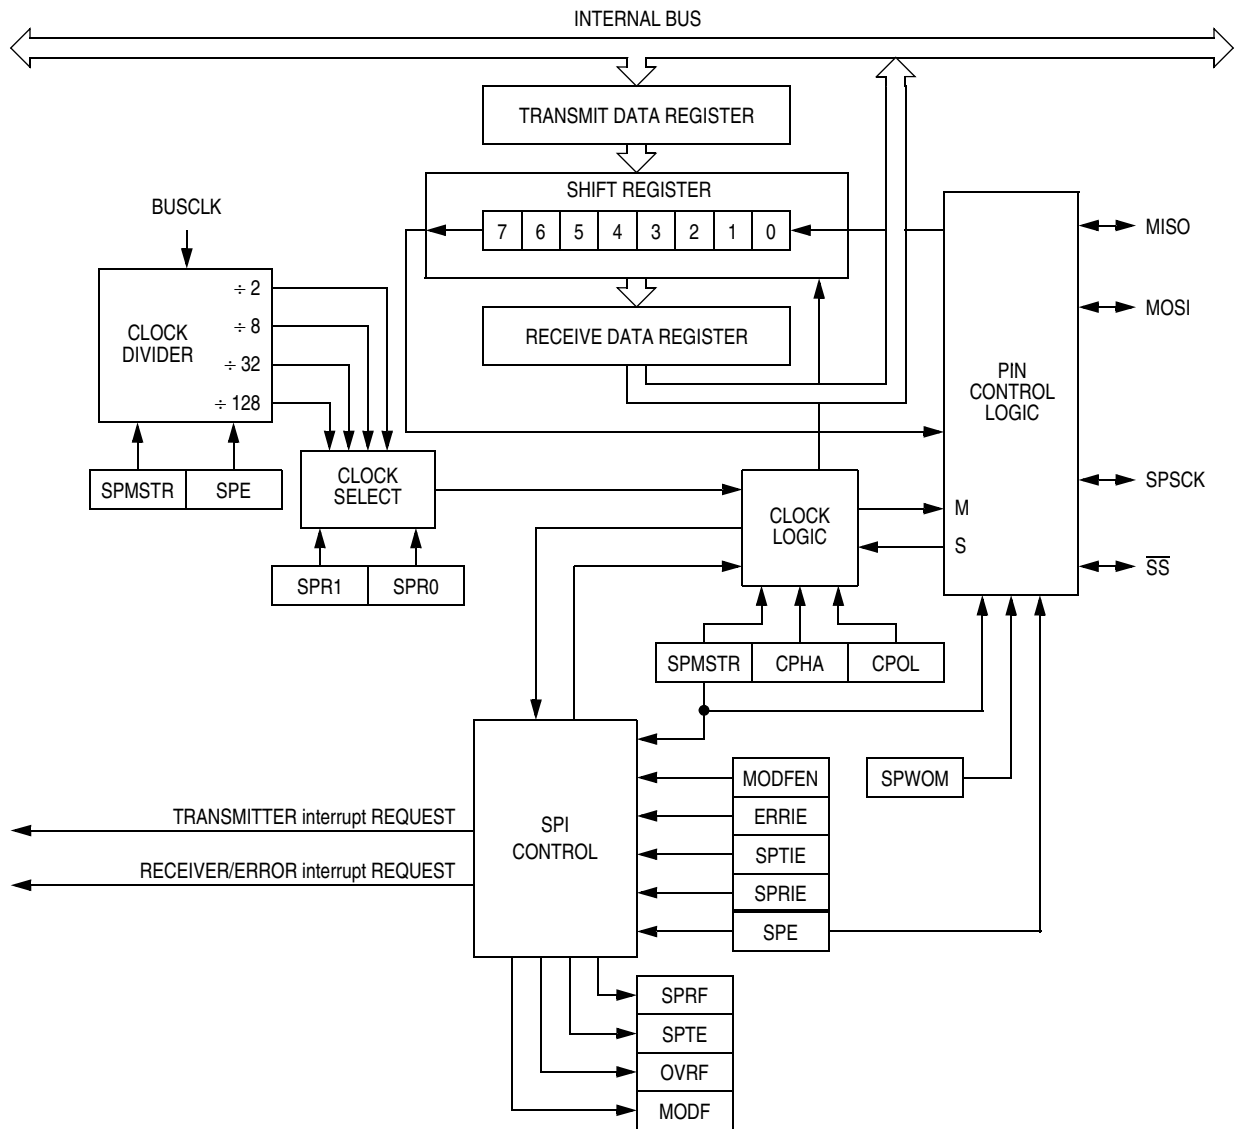 INTERNAL BUS
TRANSMIT DATA REGISTER
SHIFT REGISTER
7 6 5 4 3 2 1 0
RECEIVE DATA REGISTER
BUSCLK
CLOCK
DIVIDER
÷ 2
÷ 8
÷ 32
÷ 128
SPMSTR SPE
CLOCK
SELECT
SPR1 SPR0
CLOCK
LOGIC
PIN
CONTROL
LOGIC
M
S
MISO
MOSI
SPSCK
SS
SPMSTR CPHA CPOL
SPI
CONTROL
MODFEN
ERRIE
SPTIE
SPRIE
SPE
SPWOM
TRANSMITTER interrupt REQUEST
RECEIVER/ERROR interrupt REQUEST
SPRF
SPTE
OVRF
MODF